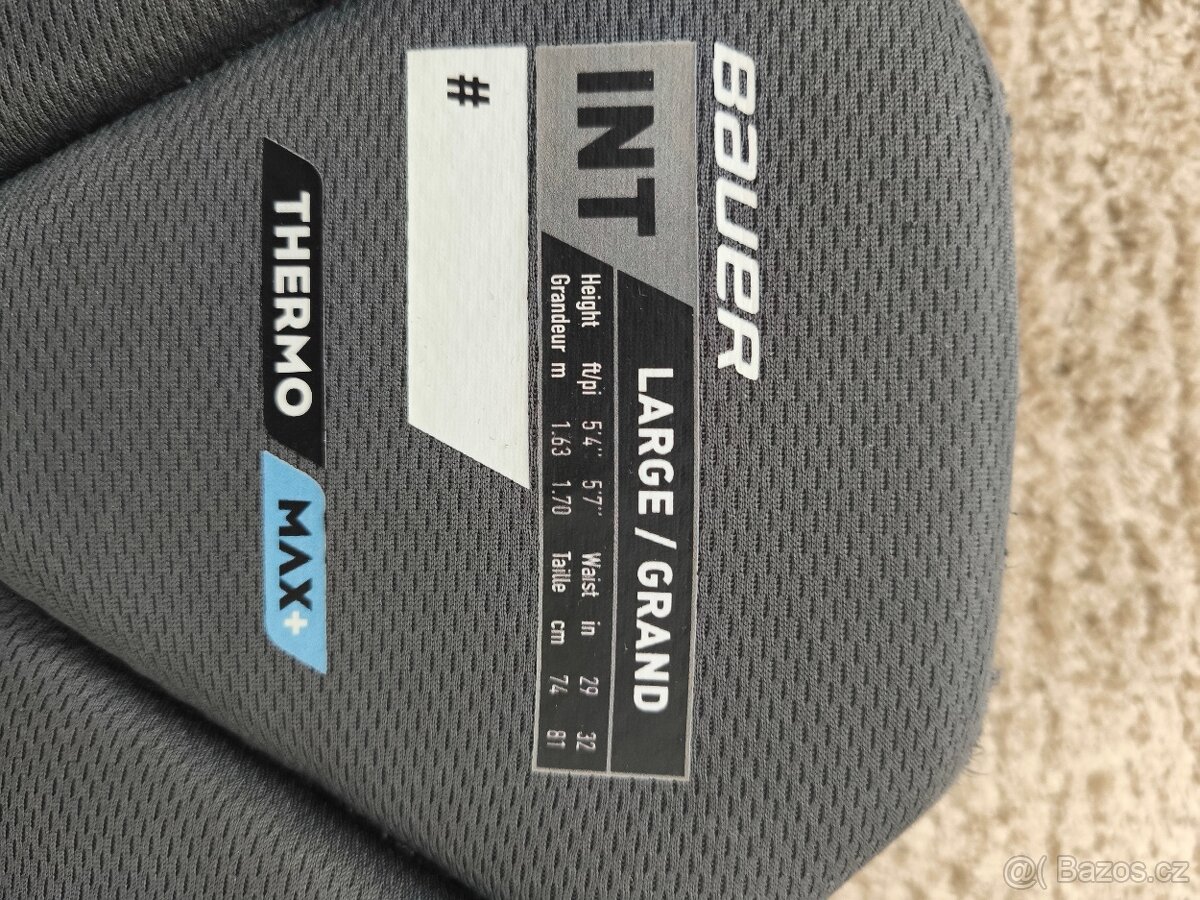 BAUER
INT
LARGE / GRAND
Height ft/pi 5'4" 5'7" Waist in 29 32
Grandeur m 1.63 1.70 Taille cm 74 81
#
THERMO MAX+
@( Bazos.cz